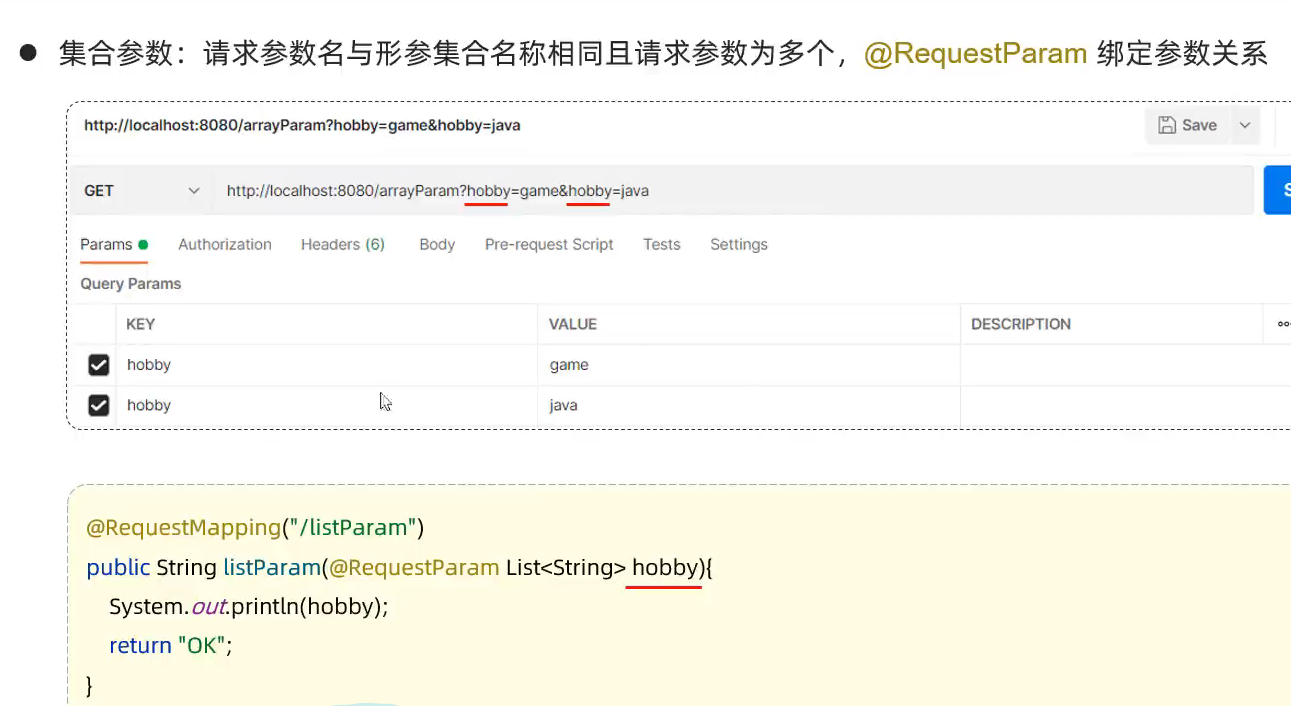 ● 集合参数：请求参数名与形参集合名称相同且请求参数为多个，@RequestParam 绑定参数关系
http://localhost:8080/arrayParam?hobby=game&hobby=java Save
GET http://localhost:8080/arrayParam?hobby=game&hobby=java
Params Authorization Headers (6) Body Pre-request Script Tests Settings
Query Params
KEY VALUE DESCRIPTION
hobby game
hobby java
@RequestMapping("/listParam")
public String listParam(@RequestParam List<String> hobby){
System.out.println(hobby);
return "OK";
}